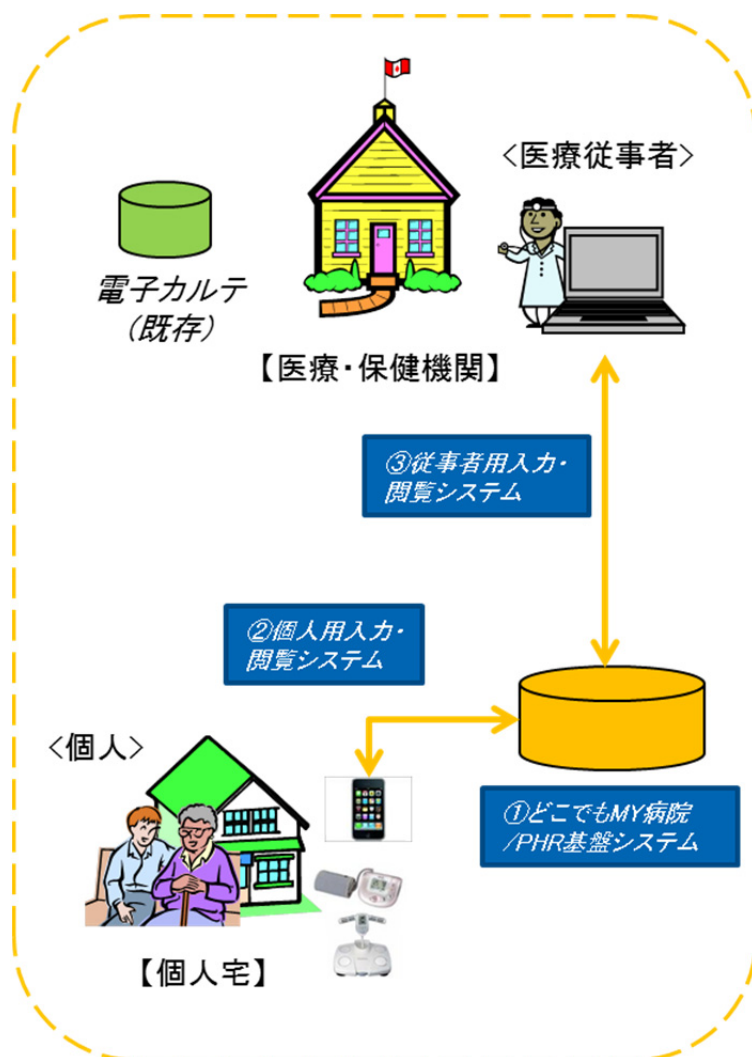 <医療従事者>
電子カルテ
(既存)
【医療・保健機関】
③従事者用入力・
閲覧システム
②個人用入力・
閲覧システム
<個人>
①どこでもMY病院
/PHR基盤システム
【個人宅】